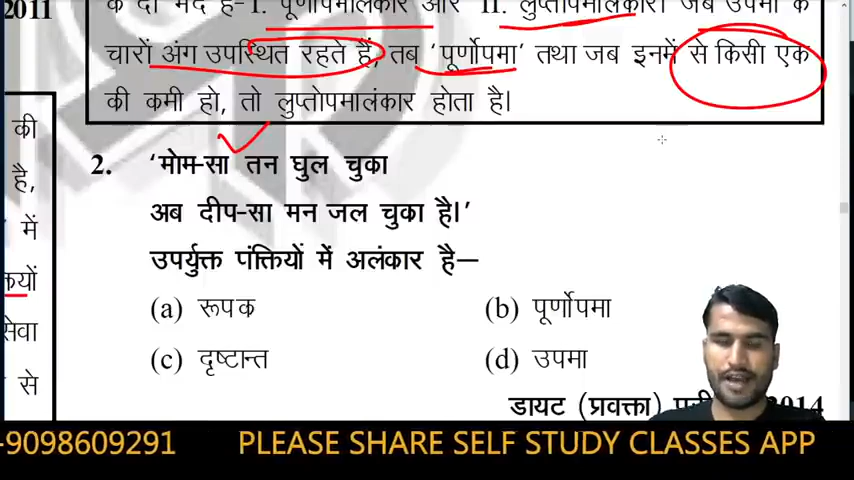 2011
के दो भेद हैं-I. पूर्णोपमालंकार और II. लुप्तोपमालंकार। जब उपमा के
चारों अंग उपस्थित रहते हैं, तब ‘पूर्णोपमा’ तथा जब इनमें से किसी एक
की कमी हो, तो लुप्तोपमालंकार होता है।
की
है,
में
क्तियों
सेवा
से
2. ‘मोम-सा तन घुल चुका
अब दीप-सा मन जल चुका है।’
उपर्युक्त पंक्तियों में अलंकार है—
(a) रूपक (b) पूर्णोपमा
(c) दृष्टान्त (d) उपमा
डायट (प्रवक्ता) 2014
-9098609291 PLEASE SHARE SELF STUDY CLASSES APP